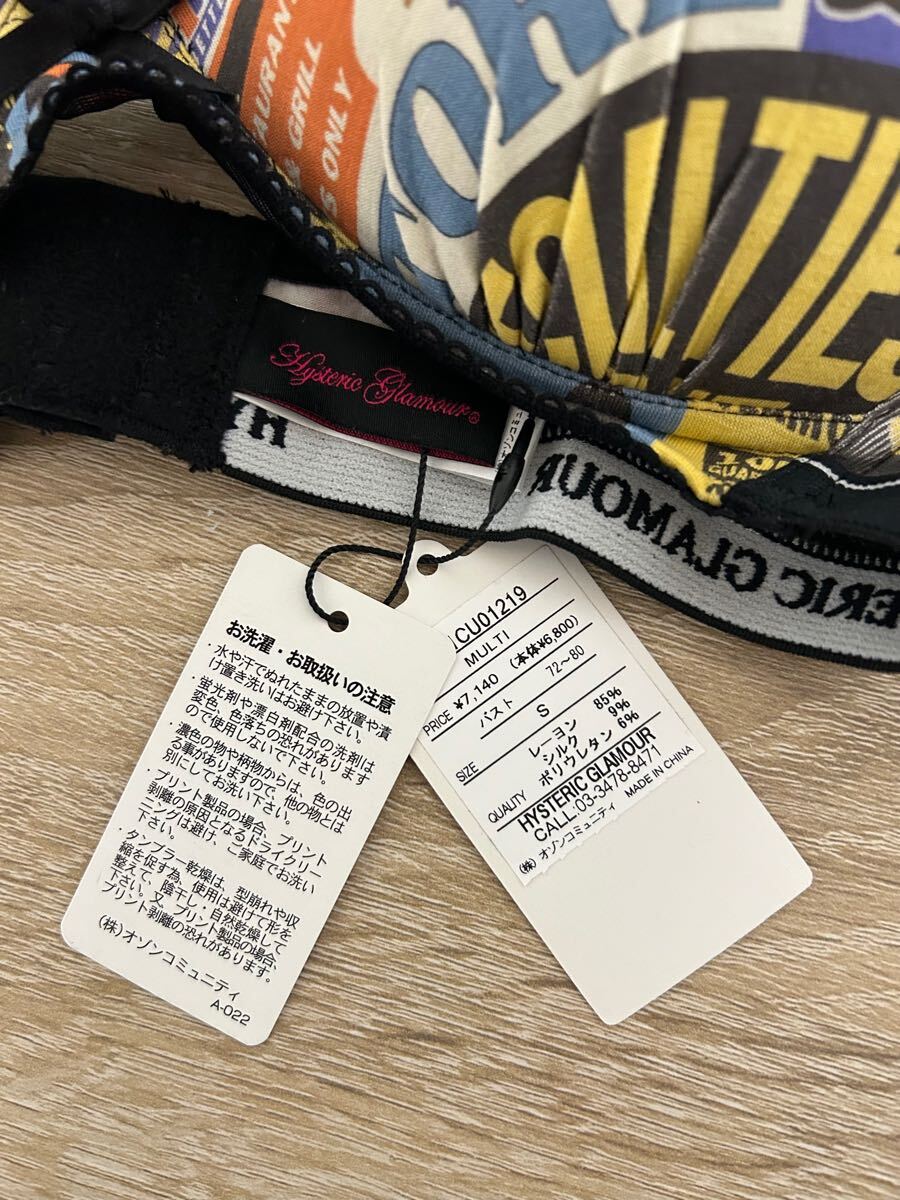 AURANT
& GRILL
S ONLY
SUITES
Hysteric Glamour®
H
ERIC GLAMOUR
お洗濯・お取扱いの注意
・水や汗でぬれたままの放置や漬
け置き洗いはお避け下さい。
・蛍光剤や漂白剤配合の洗剤は
変色、色落ちの恐れがあります
ので使用しないで下さい。
・濃色の物や柄物からは、色の出
る事がありますので、他の物とは
別にしてお洗い下さい。
・プリント製品の場合、プリント
剥離の原因となるドライクリー
ニングは避け、ご家庭でお洗い
下さい。
・タンブラー乾燥は、型崩れや収
縮を促す為、使用は避けて形を
整えて、陰干し・自然乾燥して
下さい。又、プリント製品の場合、
プリント剥離の恐れがあります。
(株)オゾンコミュニティ
A-022
CU01219
MULTI
PRICE ¥7,140 (本体¥6,800)
バスト 72〜80
SIZE S
QUALITY レーヨン 85%
シルク 9%
ポリウレタン 6%
HYSTERIC GLAMOUR
CALL:03-3478-8471
(株)オゾンコミュニティ MADE IN CHINA